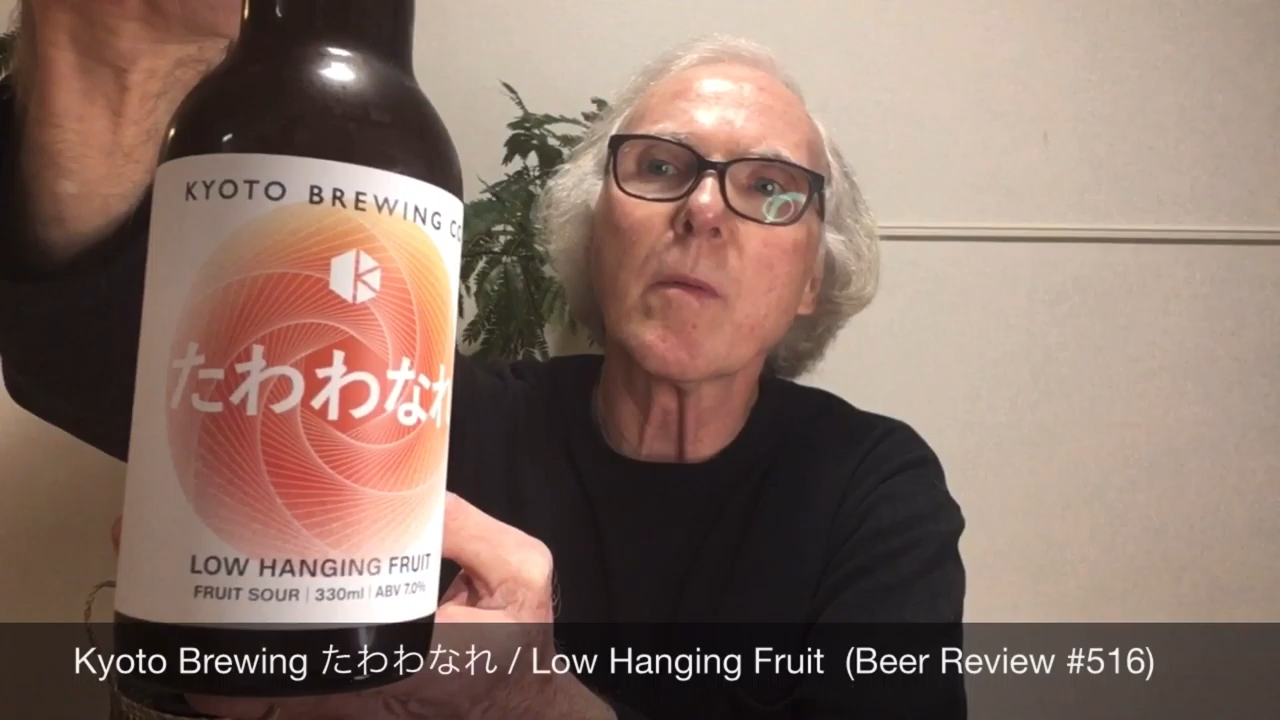 KYOTO BREWING CO
K
たわわなれ
LOW HANGING FRUIT
FRUIT SOUR | 330ml | ABV 7.0%
Kyoto Brewing たわわなれ / Low Hanging Fruit (Beer Review #516)